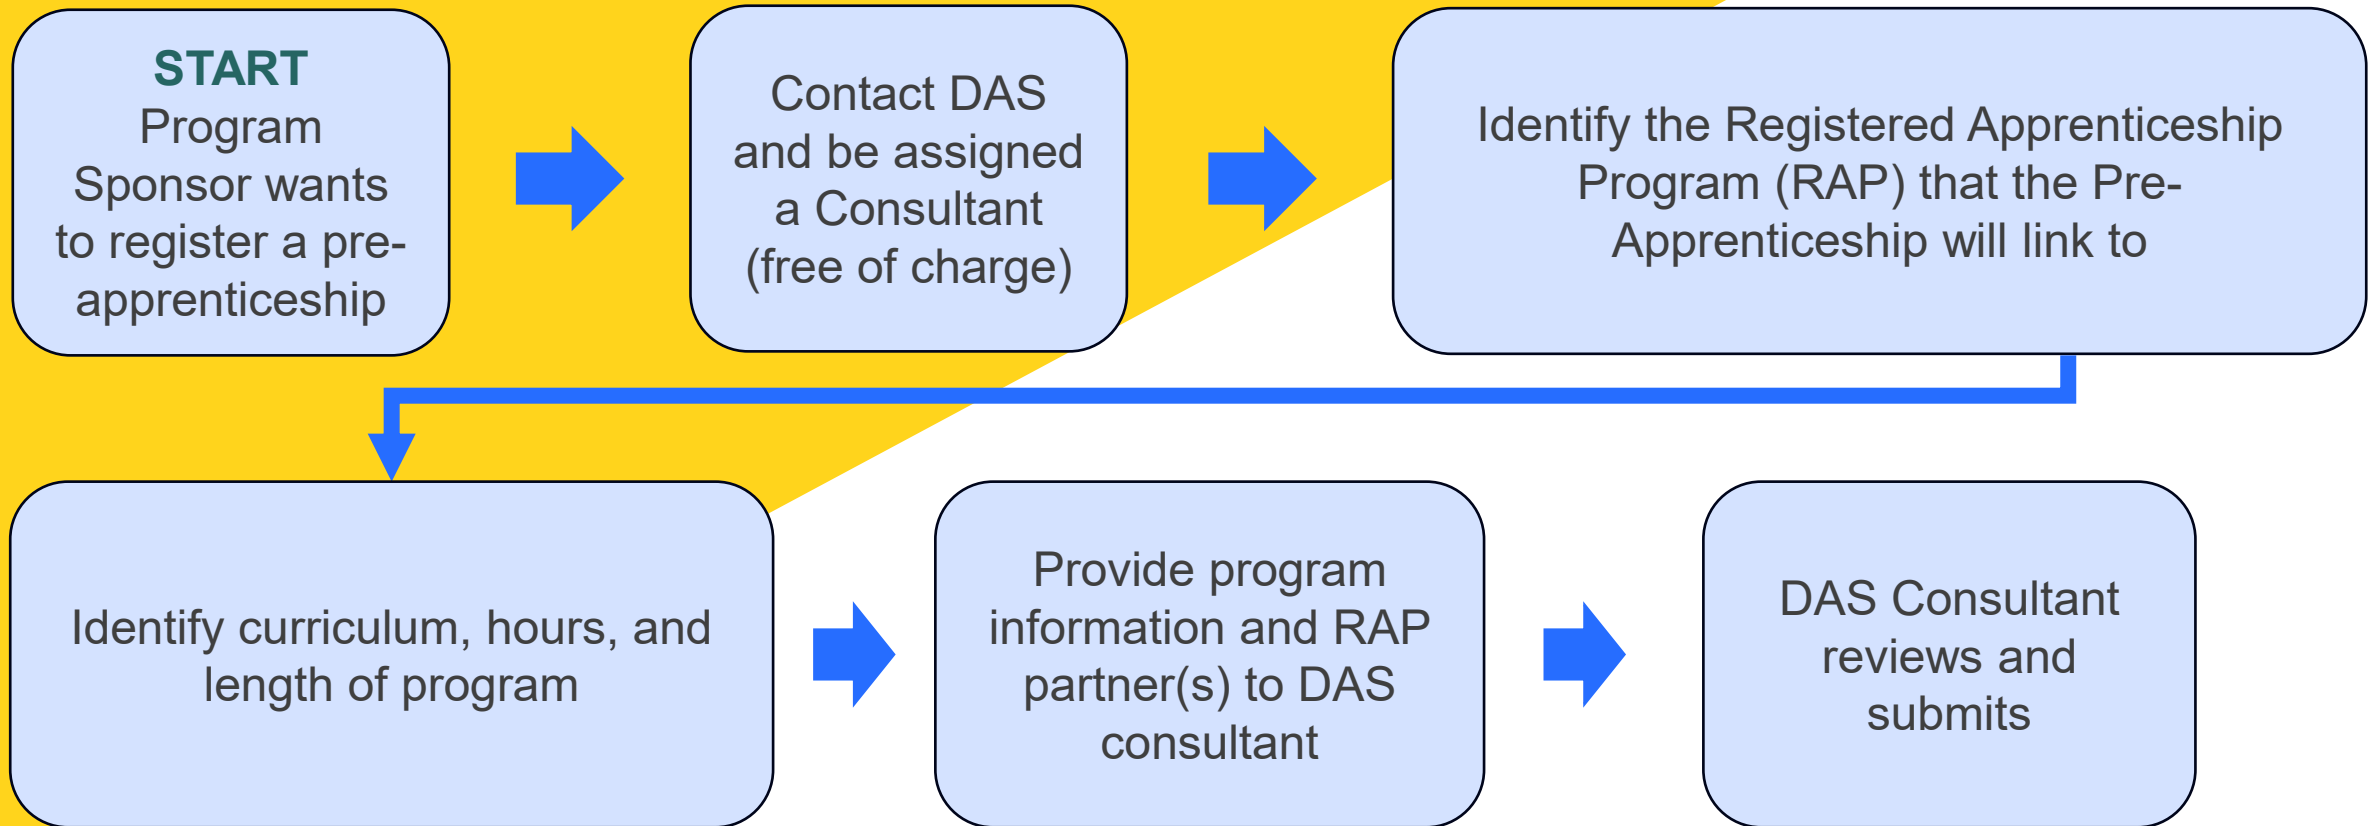 START
Program
Sponsor wants
to register a pre-
apprenticeship
Contact DAS
and be assigned
a Consultant
(free of charge)
Identify the Registered Apprenticeship
Program (RAP) that the Pre-
Apprenticeship will link to
Identify curriculum, hours, and
length of program
Provide program
information and RAP
partner(s) to DAS
consultant
DAS Consultant
reviews and
submits